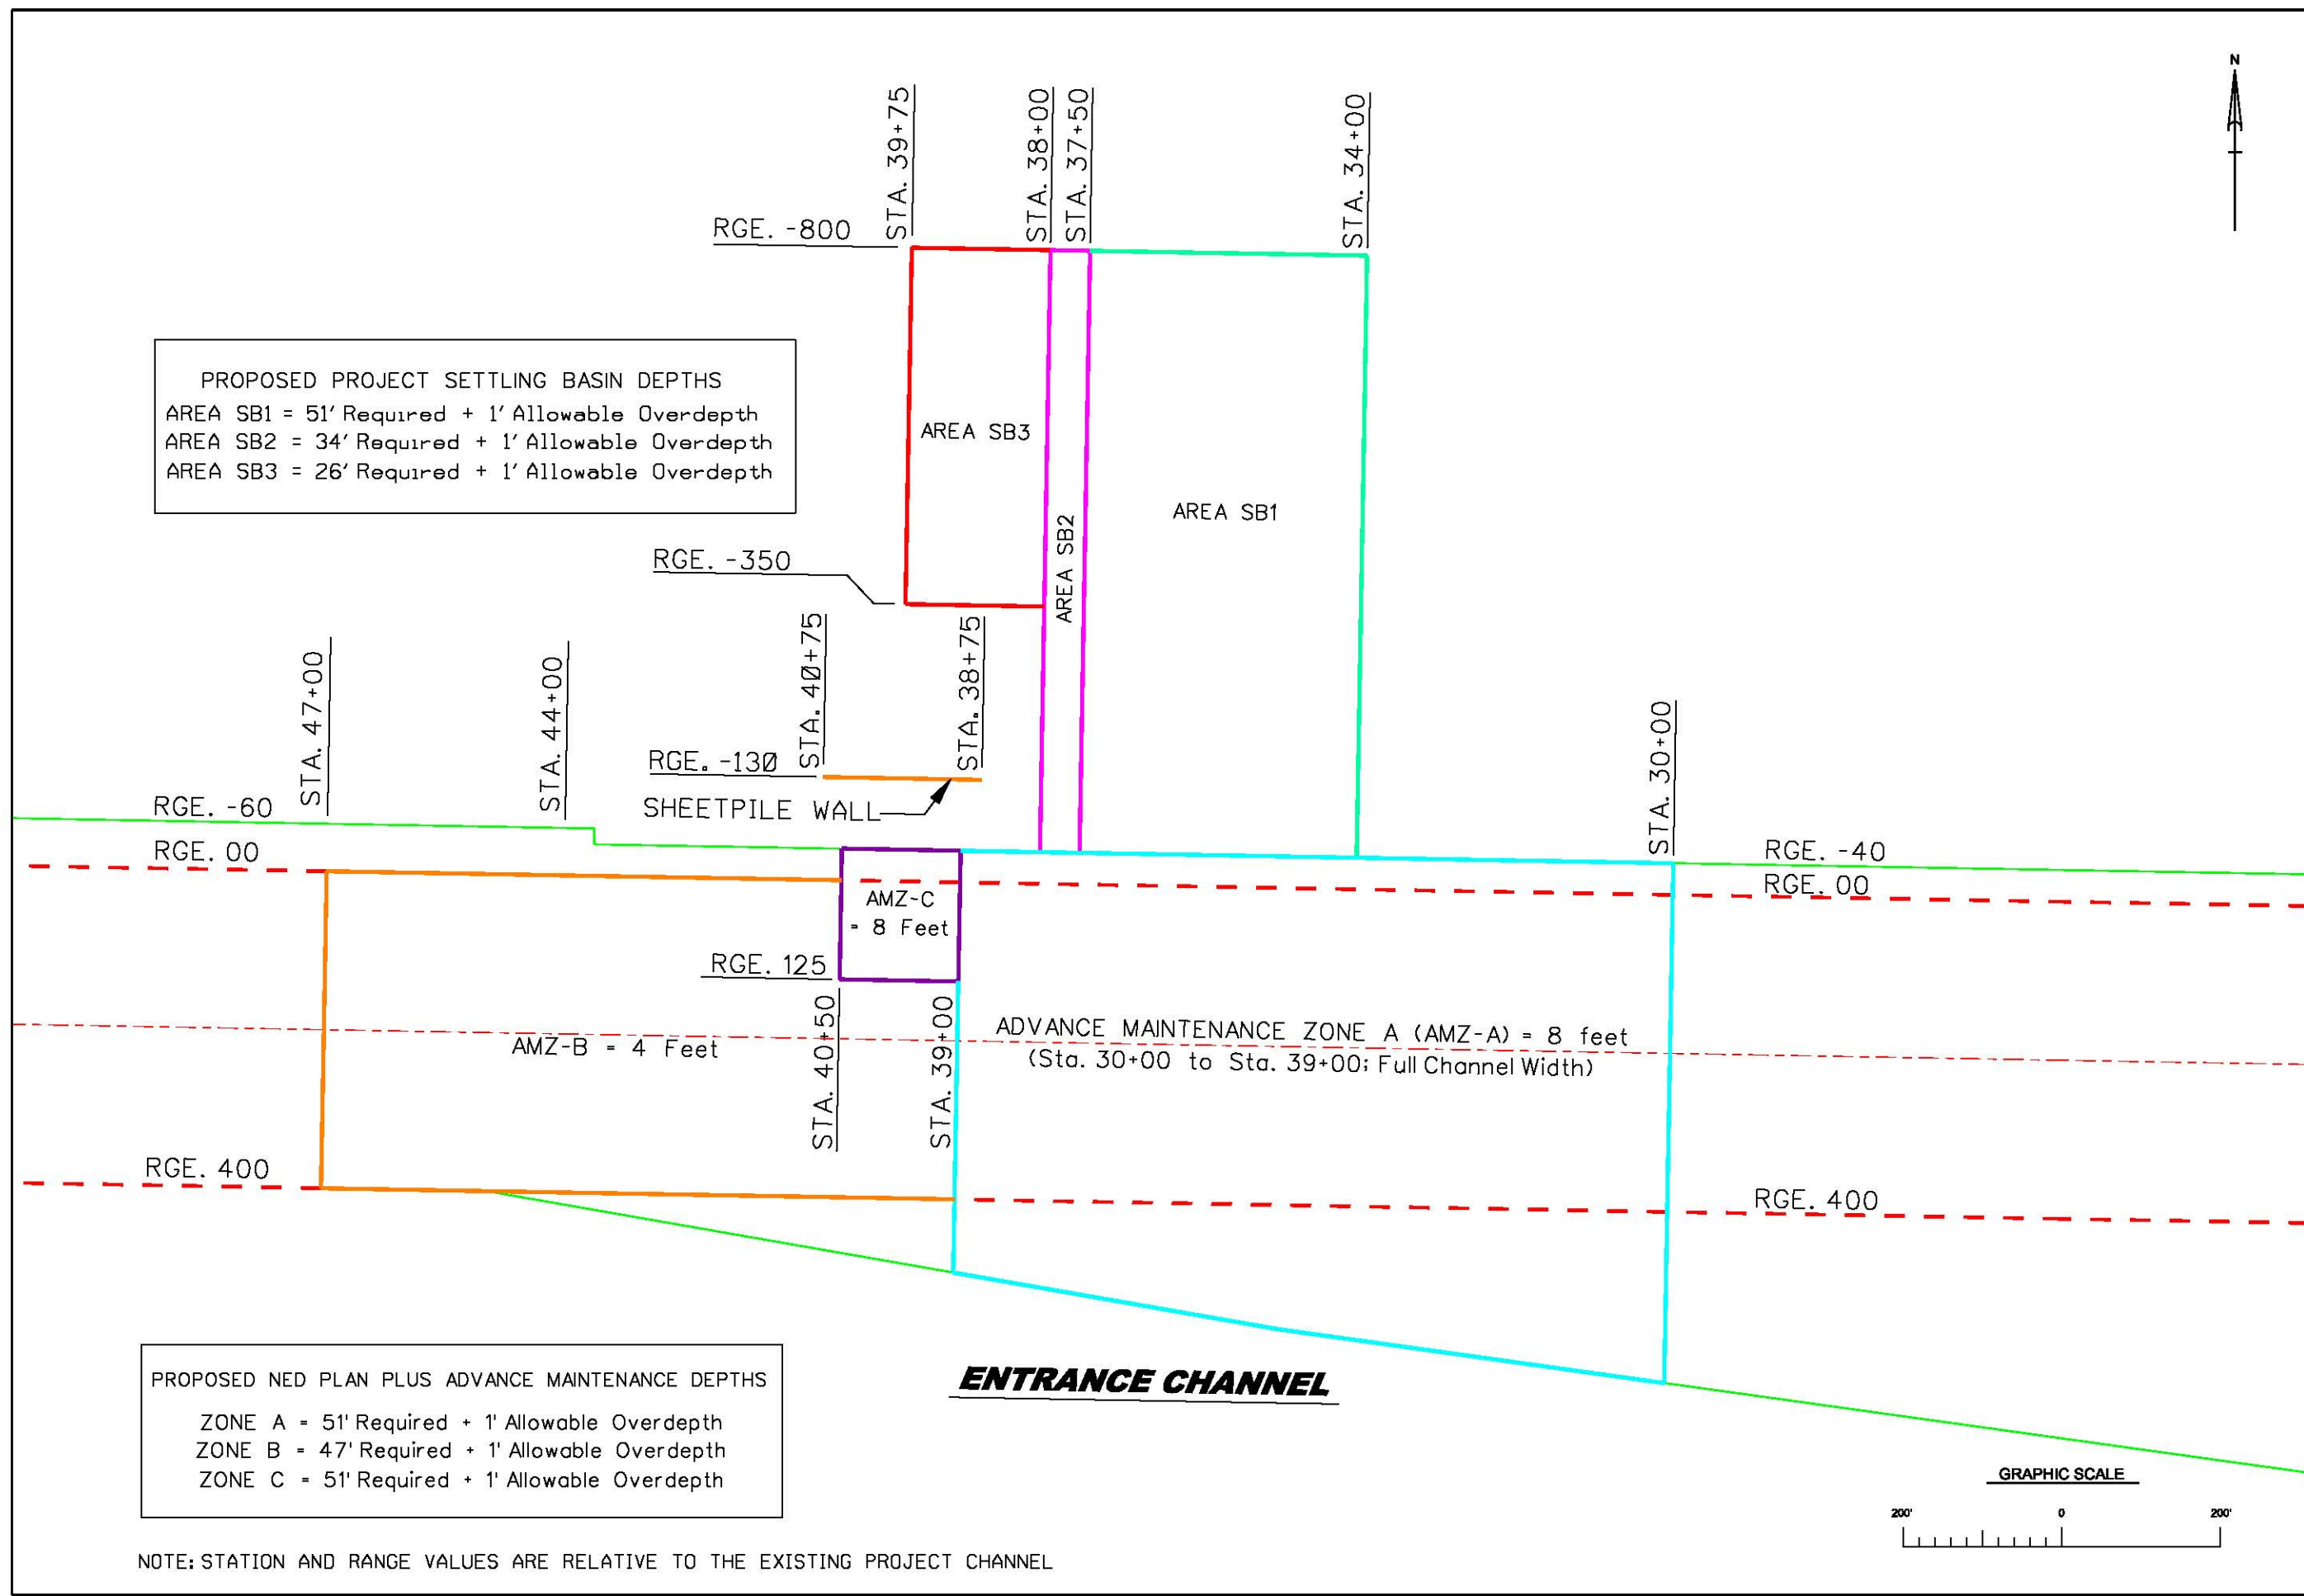 N
STA. 39+75
STA. 38+00
STA. 37+50
STA. 34+00
RGE. -800
PROPOSED PROJECT SETTLING BASIN DEPTHS
AREA SB1 = 51' Required + 1' Allowable Overdepth
AREA SB2 = 34' Required + 1' Allowable Overdepth
AREA SB3 = 26' Required + 1' Allowable Overdepth
AREA SB3
AREA SB2
AREA SB1
RGE. -350
STA. 47+00
STA. 44+00
STA. 40+75
STA. 38+75
STA. 30+00
RGE. -130
SHEETPILE WALL
RGE. -60
RGE. 00
RGE. -40
RGE. 00
AMZ-C
= 8 Feet
RGE. 125
STA. 40+50
STA. 39+00
AMZ-B = 4 Feet
ADVANCE MAINTENANCE ZONE A (AMZ-A) = 8 feet
(Sta. 30+00 to Sta. 39+00; Full Channel Width)
RGE. 400
RGE. 400
PROPOSED NED PLAN PLUS ADVANCE MAINTENANCE DEPTHS
ZONE A = 51' Required + 1' Allowable Overdepth
ZONE B = 47' Required + 1' Allowable Overdepth
ZONE C = 51' Required + 1' Allowable Overdepth
ENTRANCE CHANNEL
GRAPHIC SCALE
200' 0 200'
NOTE: STATION AND RANGE VALUES ARE RELATIVE TO THE EXISTING PROJECT CHANNEL